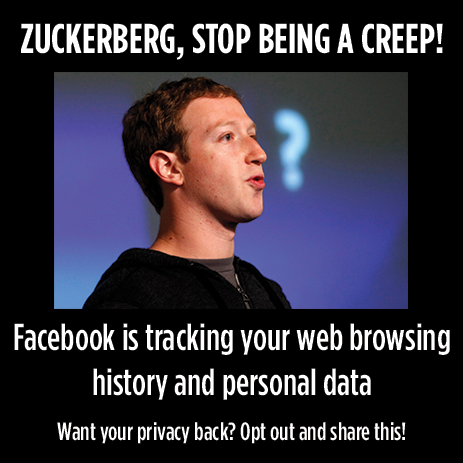 ZUCKERBERG, STOP BEING A CREEP!
?
Facebook is tracking your web browsing
history and personal data
Want your privacy back? Opt out and share this!